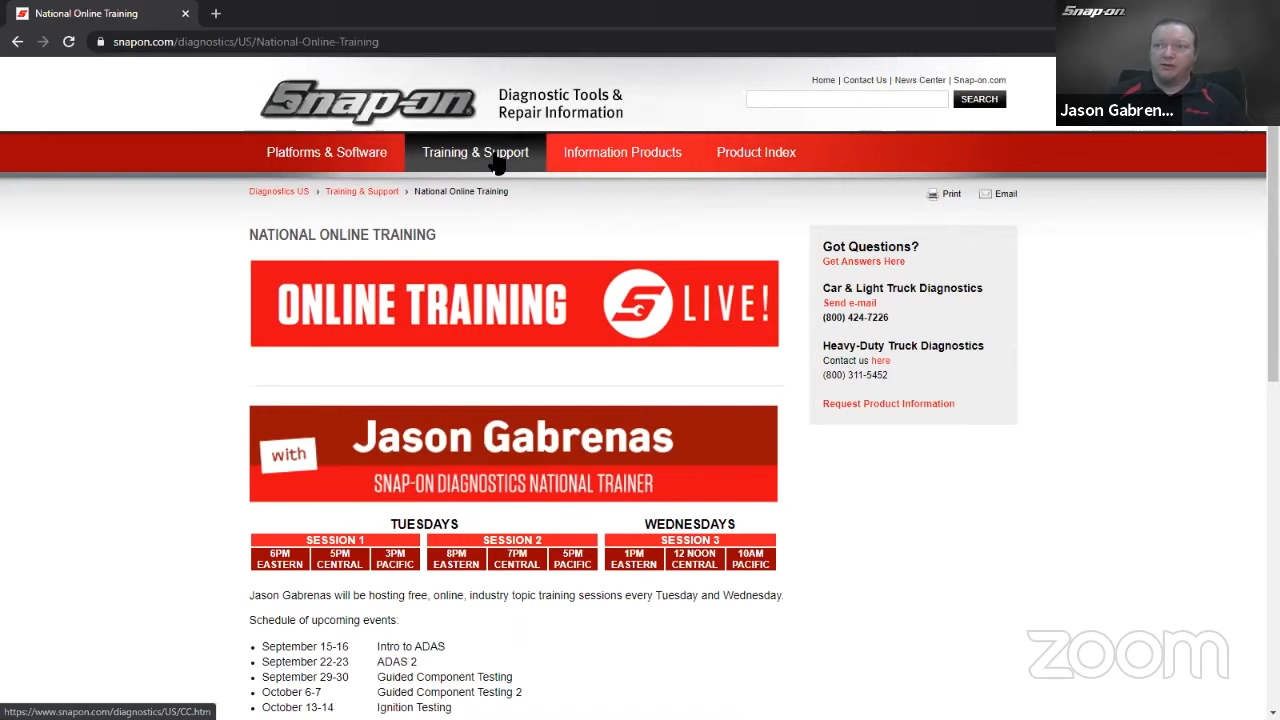 National Online Training
snapon.com/diagnostics/US/National-Online-Training
Snap-on
Jason Gabren...
Snap-on
Diagnostic Tools &
Repair Information
Home | Contact Us | News Center | Snap-on.com
SEARCH
Platforms & Software
Training & Support
Information Products
Product Index
Diagnostics US › Training & Support › National Online Training
Print
Email
NATIONAL ONLINE TRAINING
ONLINE TRAINING S LIVE!
with
Jason Gabrenas
SNAP-ON DIAGNOSTICS NATIONAL TRAINER
TUESDAYS
WEDNESDAYS
SESSION 1
SESSION 2
SESSION 3
6PM EASTERN
5PM CENTRAL
3PM PACIFIC
8PM EASTERN
7PM CENTRAL
5PM PACIFIC
1PM EASTERN
12 NOON CENTRAL
10AM PACIFIC
Jason Gabrenas will be hosting free, online, industry topic training sessions every Tuesday and Wednesday.
Schedule of upcoming events:
• September 15-16 Intro to ADAS
• September 22-23 ADAS 2
• September 29-30 Guided Component Testing
• October 6-7 Guided Component Testing 2
• October 13-14 Ignition Testing
Got Questions?
Get Answers Here
Car & Light Truck Diagnostics
Send e-mail
(800) 424-7226
Heavy-Duty Truck Diagnostics
Contact us here
(800) 311-5452
Request Product Information
zoom
https://www.snapon.com/diagnostics/US/CC.htm